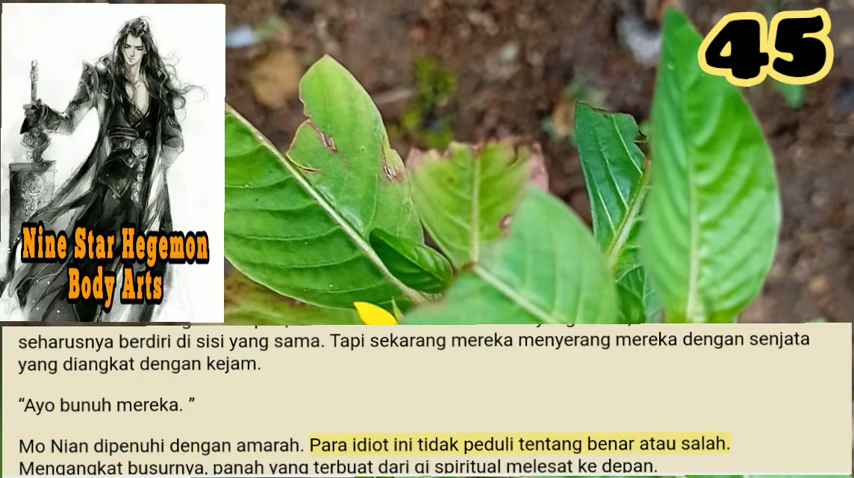 45
Nine Star Hegemon
Body Arts
seharusnya berdiri di sisi yang sama. Tapi sekarang mereka menyerang mereka dengan senjata
yang diangkat dengan kejam.
“Ayo bunuh mereka. ”
Mo Nian dipenuhi dengan amarah. Para idiot ini tidak peduli tentang benar atau salah.
Mengangkat busurnya, panah yang terbuat dari qi spiritual melesat ke depan.